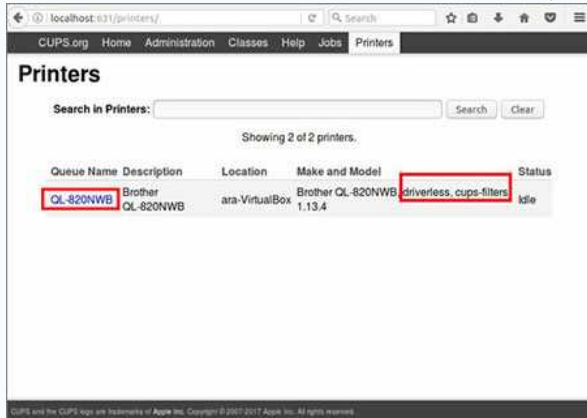 localhost:631/printers/
Search
CUPS.org Home Administration Classes Help Jobs Printers
Printers
Search in Printers: Search Clear
Showing 2 of 2 printers.
Queue Name Description Location Make and Model Status
QL-820NWB Brother QL-820NWB ara-VirtualBox Brother QL-820NWB, driverless, cups-filters 1.13.4 Idle
CUPS and the CUPS logo are trademarks of Apple Inc. Copyright © 2007-2017 Apple Inc. All rights reserved.